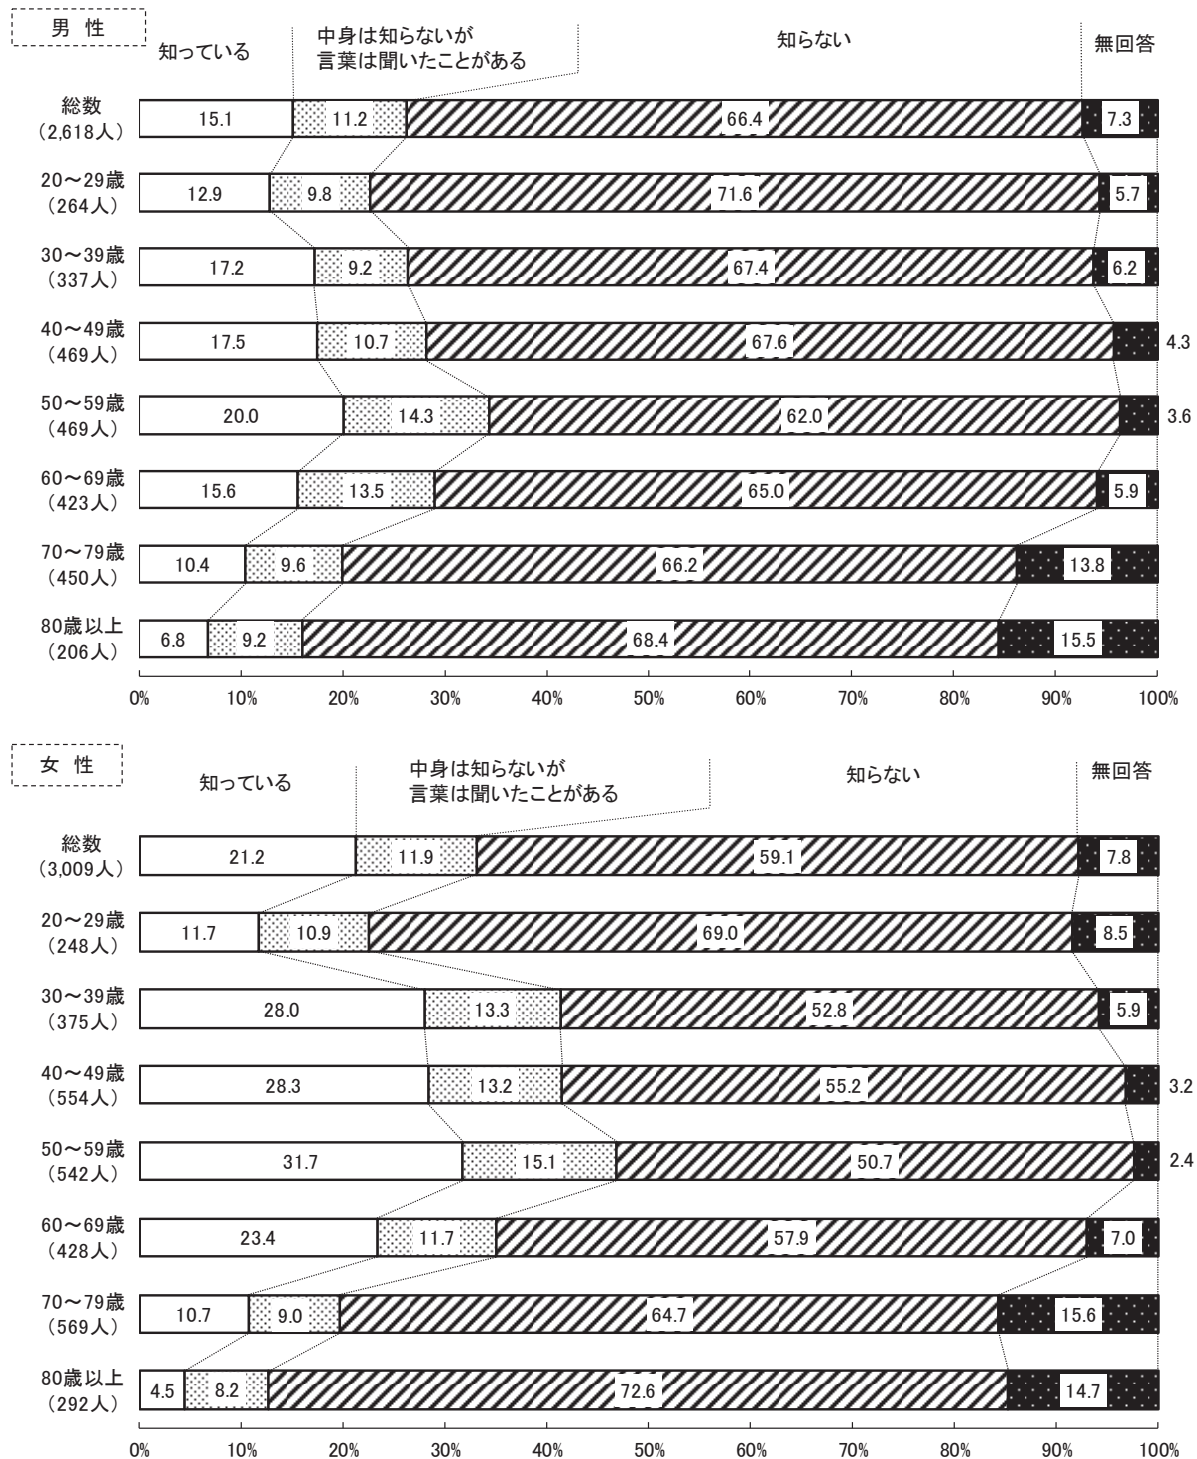 男 性
知っている
中身は知らないが
言葉は聞いたことがある
知らない
無回答
総数
（2,618人）
15.1 11.2 66.4 7.3
20～29歳
（264人）
12.9 9.8 71.6 5.7
30～39歳
（337人）
17.2 9.2 67.4 6.2
40～49歳
（469人）
17.5 10.7 67.6 4.3
50～59歳
（469人）
20.0 14.3 62.0 3.6
60～69歳
（423人）
15.6 13.5 65.0 5.9
70～79歳
（450人）
10.4 9.6 66.2 13.8
80歳以上
（206人）
6.8 9.2 68.4 15.5
0% 10% 20% 30% 40% 50% 60% 70% 80% 90% 100%
女 性
知っている
中身は知らないが
言葉は聞いたことがある
知らない
無回答
総数
（3,009人）
21.2 11.9 59.1 7.8
20～29歳
（248人）
11.7 10.9 69.0 8.5
30～39歳
（375人）
28.0 13.3 52.8 5.9
40～49歳
（554人）
28.3 13.2 55.2 3.2
50～59歳
（542人）
31.7 15.1 50.7 2.4
60～69歳
（428人）
23.4 11.7 57.9 7.0
70～79歳
（569人）
10.7 9.0 64.7 15.6
80歳以上
（292人）
4.5 8.2 72.6 14.7
0% 10% 20% 30% 40% 50% 60% 70% 80% 90% 100%